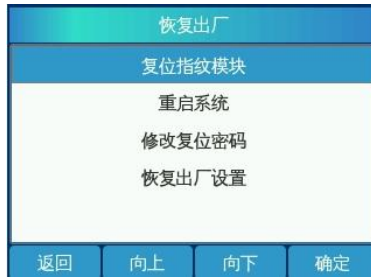 恢复出厂
复位指纹模块
重启系统
修改复位密码
恢复出厂设置
返回 向上 向下 确定